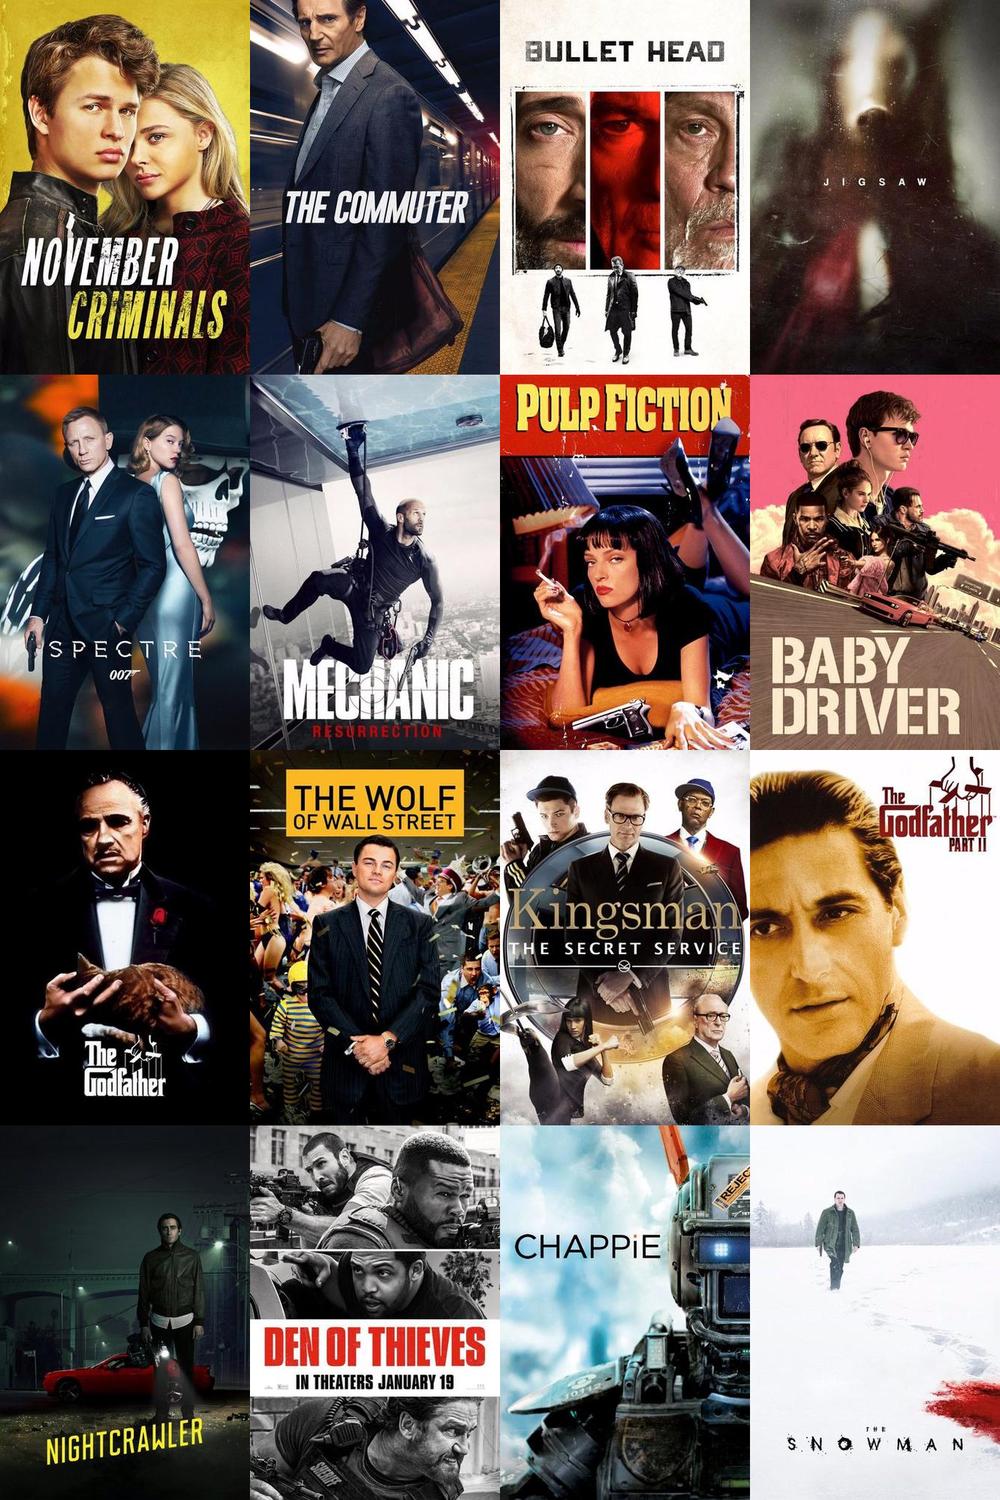 NOVEMBER
CRIMINALS
THE COMMUTER
BULLET HEAD
JIGSAW
SPECTRE
007
MECHANIC
RESURRECTION
PULP FICTION
BABY
DRIVER
The
Godfather
THE WOLF
OF WALL STREET
Kingsman
THE SECRET SERVICE
The
Godfather
PART II
NIGHTCRAWLER
DEN OF THIEVES
IN THEATERS JANUARY 19
CHAPPiE
REJEC
THE
SNOWMAN